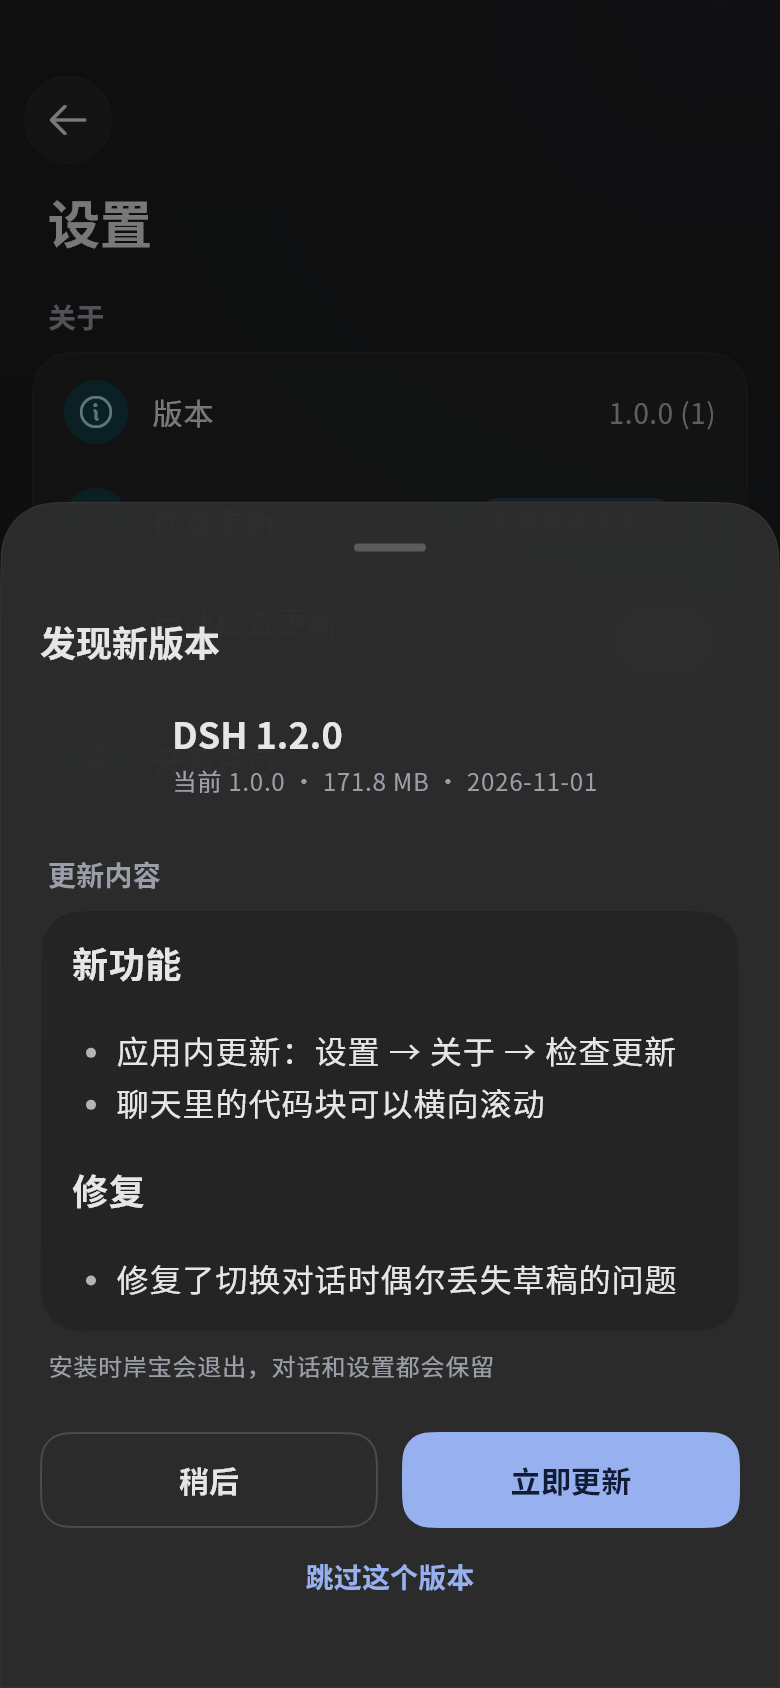 设置
关于
版本
1.0.0 (1)
检查更新
发现新版本
DSH 1.2.0
当前 1.0.0 · 171.8 MB · 2026-11-01
更新内容
新功能
• 应用内更新：设置 → 关于 → 检查更新
• 聊天里的代码块可以横向滚动
修复
• 修复了切换对话时偶尔丢失草稿的问题
安装时岸宝会退出，对话和设置都会保留
稍后
立即更新
跳过这个版本